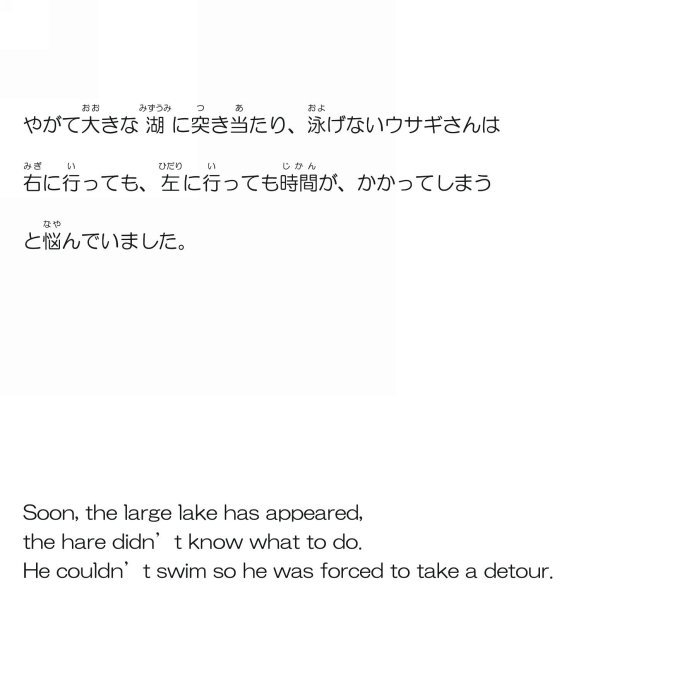 やがて大きな湖に突き当たり、泳げないウサギさんは
右に行っても、左に行っても時間が、かかってしまう
と悩んでいました。
Soon, the large lake has appeared,
the hare didn’t know what to do.
He couldn’t swim so he was forced to take a detour.